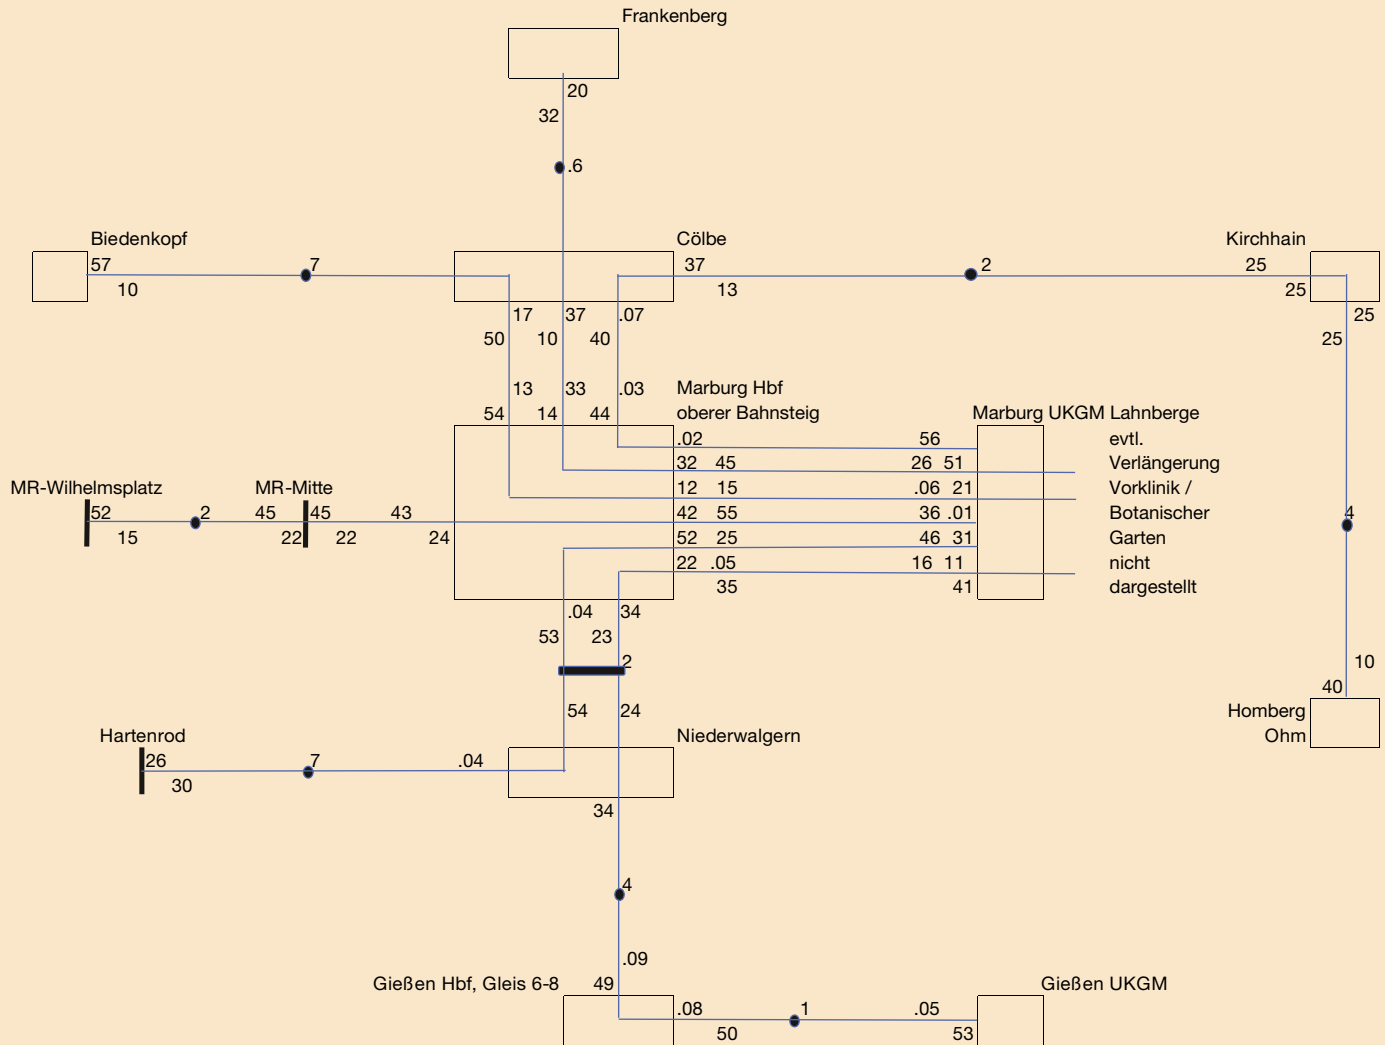 Frankenberg
20
32
.6
Biedenkopf
Cölbe
Kirchhain
57
7
37
2
25
10
13
25
17 37 .07
25
50 10 40
25
13 33 .03
Marburg Hbf
54 14 44
oberer Bahnsteig
Marburg UKGM Lahnberge
.02 56
evtl.
32 45 26 51
Verlängerung
MR-Wilhelmsplatz
MR-Mitte
12 15 .06 21
Vorklinik /
52 2 45 45 43
42 55 36 .01
Botanischer
4
15 22 22 24
52 25 46 31
Garten
22 .05 16 11
nicht
35 41
dargestellt
.04 34
53 23
2
10
40
54 24
Homberg
Ohm
Hartenrod
Niederwalgern
26 7 .04
30
34
4
.09
Gießen Hbf, Gleis 6-8
49
Gießen UKGM
.08 1 .05
50 53